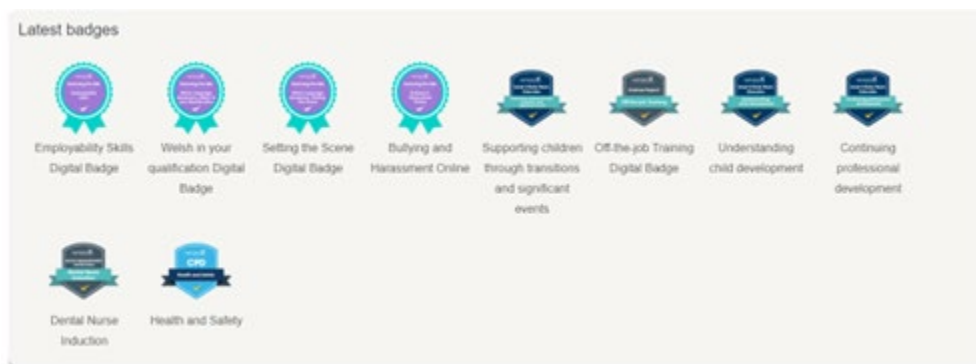 Latest badges
Employability Skills
Digital Badge
Welsh in your
qualification Digital
Badge
Setting the Scene
Digital Badge
Bullying and
Harassment Online
Supporting children
through transitions
and significant
events
Off-the-job Training
Digital Badge
Understanding
child development
Continuing
professional
development
CPD
Health and Safety
Dental Nurse
Induction
Health and Safety